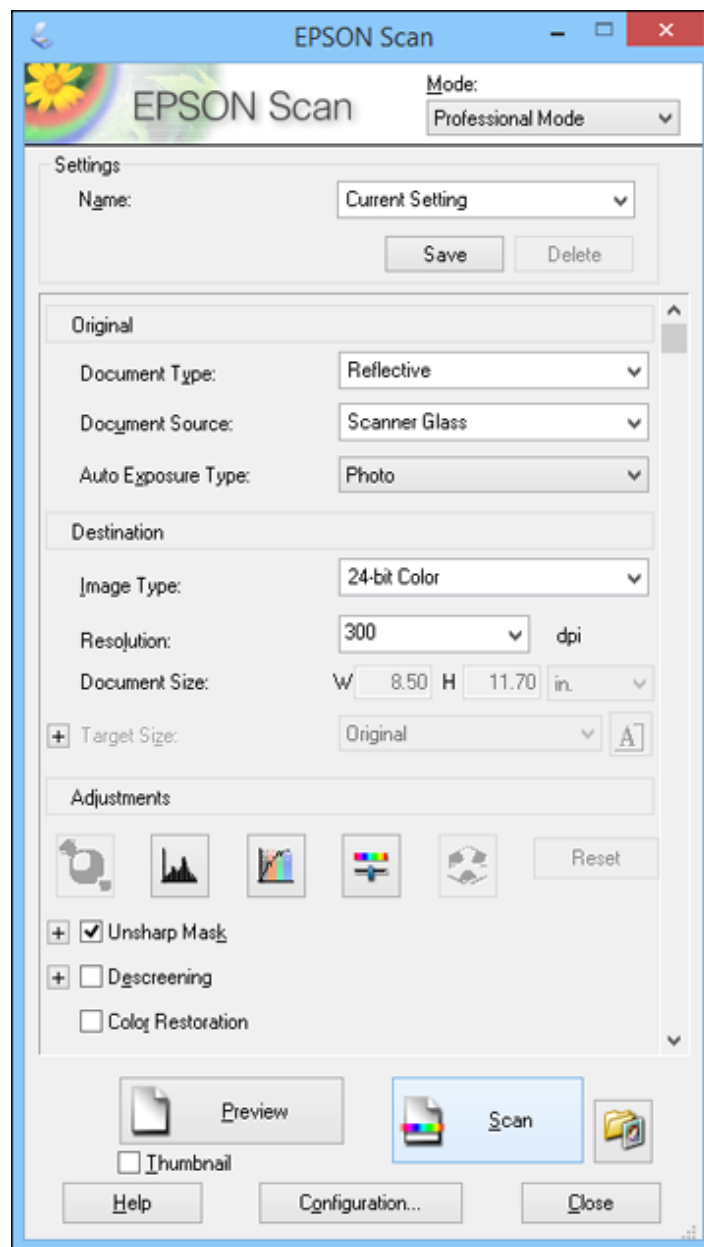 EPSON Scan
EPSON Scan
Mode:
Professional Mode
Settings
Name:
Current Setting
Save
Delete
Original
Document Type:
Reflective
Document Source:
Scanner Glass
Auto Exposure Type:
Photo
Destination
Image Type:
24-bit Color
Resolution:
300
dpi
Document Size:
W 8.50 H 11.70 in.
Target Size:
Original
A
Adjustments
Reset
Unsharp Mask
Descreening
Color Restoration
Preview
Scan
Thumbnail
Help
Configuration...
Close